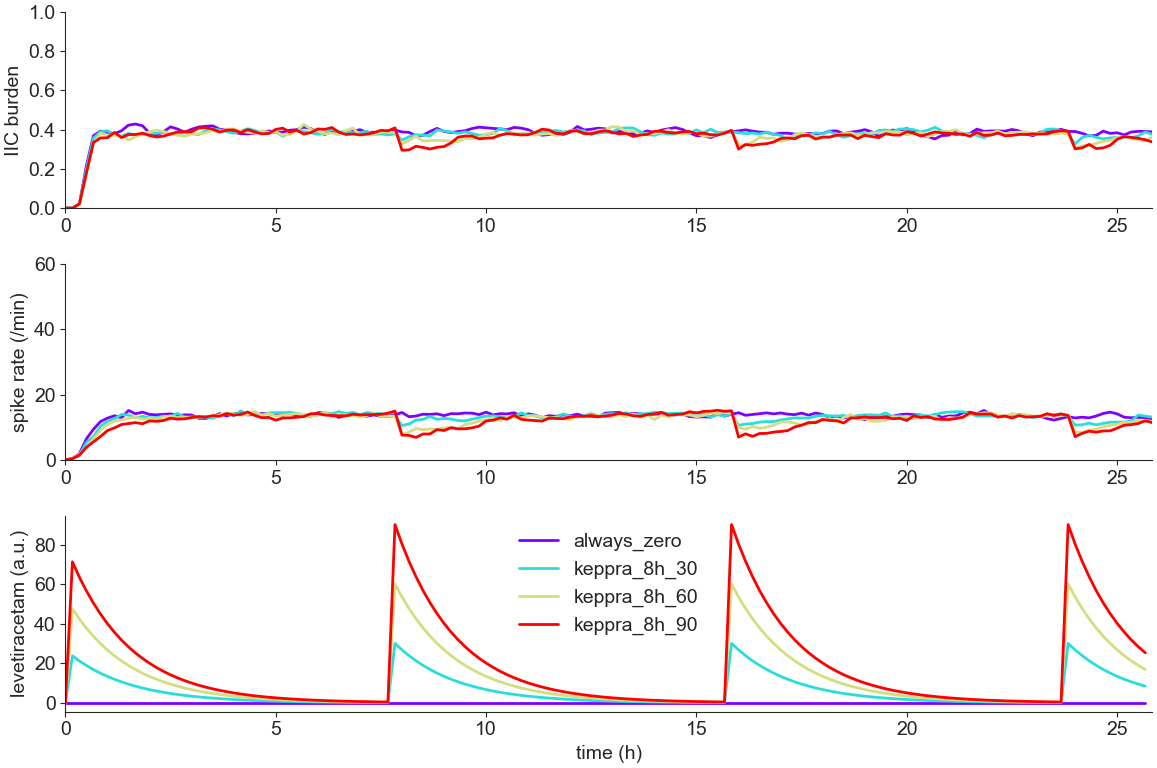 IIC burden
1.0
0.8
0.6
0.4
0.2
0.0
0 5 10 15 20 25
spike rate (/min)
60
40
20
0
0 5 10 15 20 25
levetiracetam (a.u.)
80
60
40
20
0
always_zero
keppra_8h_30
keppra_8h_60
keppra_8h_90
0 5 10 15 20 25
time (h)